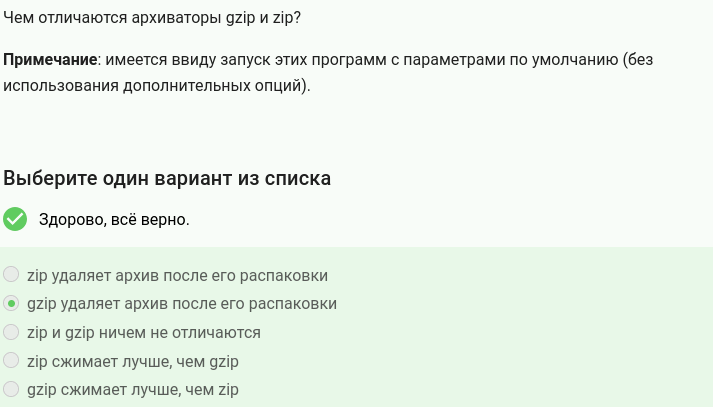 Чем отличаются архиваторы gzip и zip?
Примечание: имеется ввиду запуск этих программ с параметрами по умолчанию (без
использования дополнительных опций).
Выберите один вариант из списка
Здорово, всё верно.
zip удаляет архив после его распаковки
gzip удаляет архив после его распаковки
zip и gzip ничем не отличаются
zip сжимает лучше, чем gzip
gzip сжимает лучше, чем zip